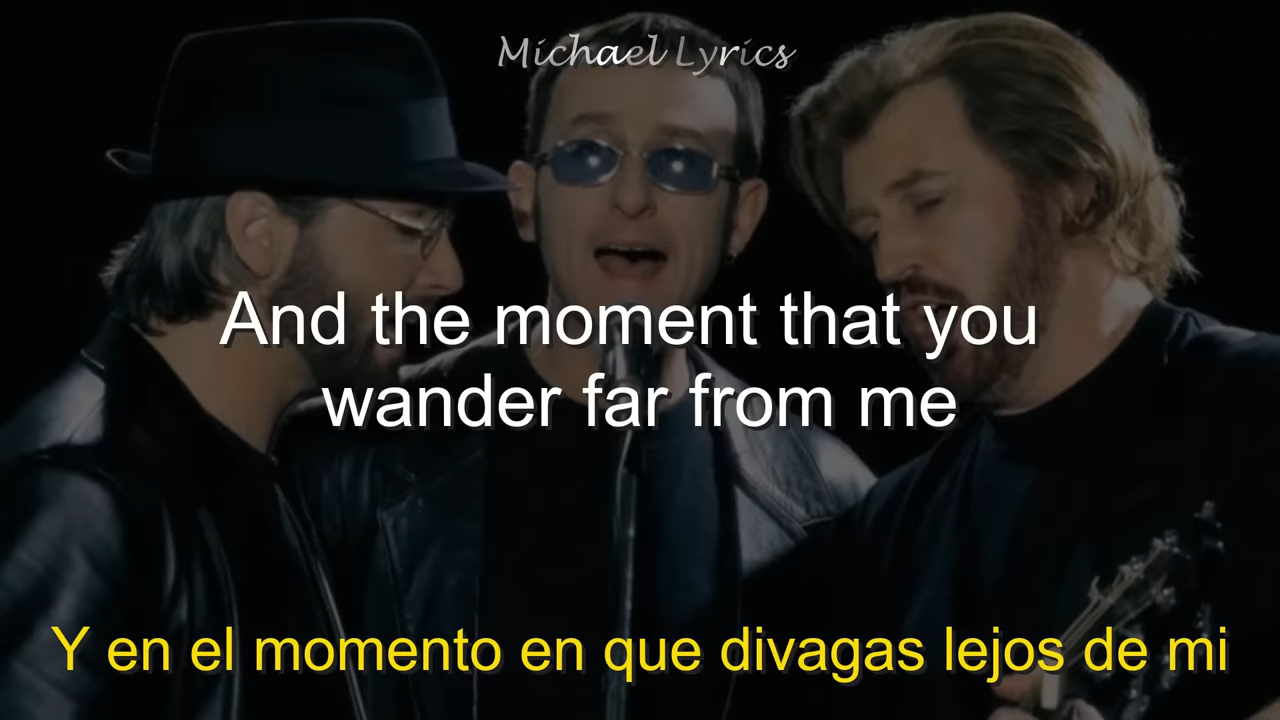 Michael Lyrics
And the moment that you
wander far from me
Y en el momento en que divagas lejos de mi